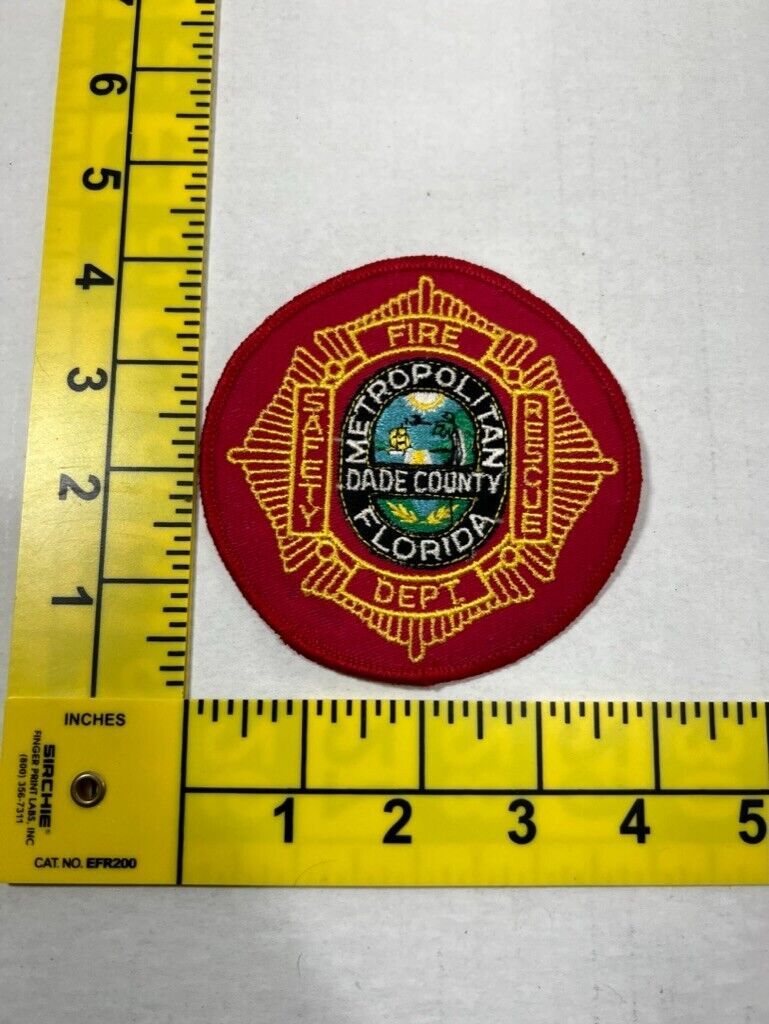 FIRE
SAFETY
RESCUE
METROPOLITAN
DADE COUNTY
FLORIDA
DEPT.
7
6
5
4
3
2
1
INCHES
SIRCHIE®
FINGER PRINT LABS, INC
(800) 356-7311
CAT. NO. EFR200
1
2
3
4
5